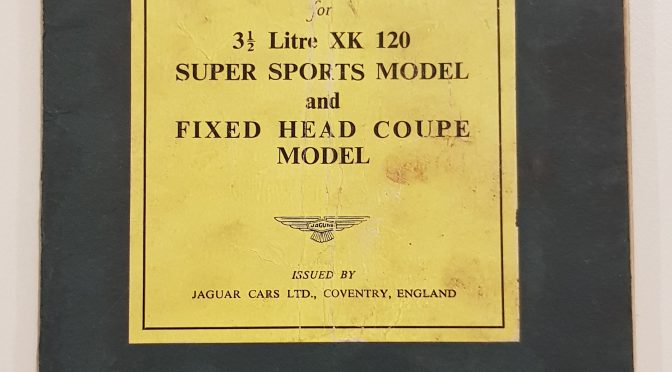 for
3½ Litre XK 120
SUPER SPORTS MODEL
and
FIXED HEAD COUPE
MODEL
JAGUAR
ISSUED BY
JAGUAR CARS LTD., COVENTRY, ENGLAND